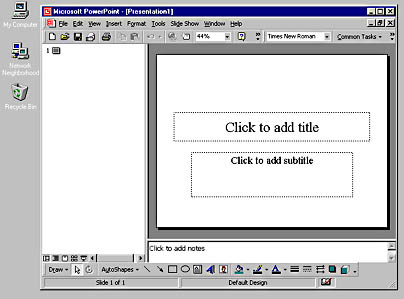 My Computer
Network
Neighborhood
Recycle Bin
Microsoft PowerPoint - [Presentation1]
File Edit View Insert Format Tools Slide Show Window Help
44% Times New Roman Common Tasks
1
Click to add title
Click to add subtitle
Click to add notes
Draw AutoShapes
Slide 1 of 1 Default Design